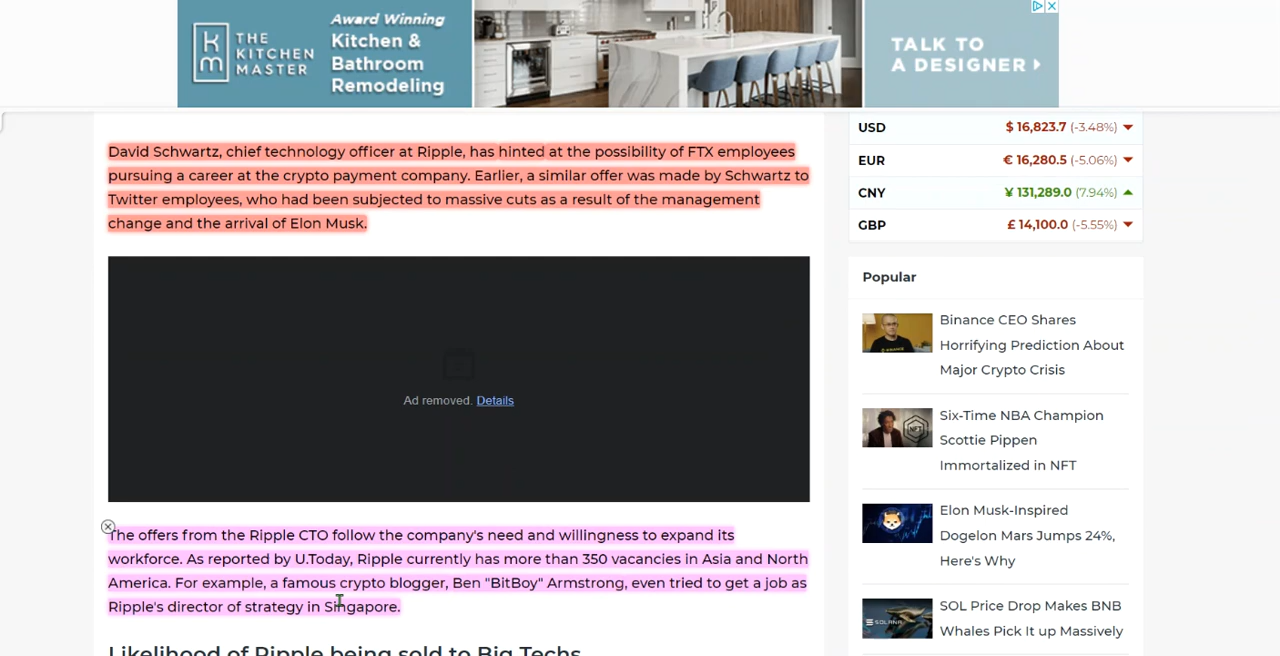 THE
KITCHEN
MASTER
km
Award Winning
Kitchen &
Bathroom
Remodeling
TALK TO
A DESIGNER
David Schwartz, chief technology officer at Ripple, has hinted at the possibility of FTX employees
pursuing a career at the crypto payment company. Earlier, a similar offer was made by Schwartz to
Twitter employees, who had been subjected to massive cuts as a result of the management
change and the arrival of Elon Musk.
Ad removed. Details
The offers from the Ripple CTO follow the company's need and willingness to expand its
workforce. As reported by U.Today, Ripple currently has more than 350 vacancies in Asia and North
America. For example, a famous crypto blogger, Ben "BitBoy" Armstrong, even tried to get a job as
Ripple's director of strategy in Singapore.
Likelihood of Ripple being sold to Big Techs
USD $ 16,823.7 (-3.48%)
EUR € 16,280.5 (-5.06%)
CNY ¥ 131,289.0 (7.94%)
GBP £ 14,100.0 (-5.55%)
Popular
Binance CEO Shares
Horrifying Prediction About
Major Crypto Crisis
NFT
Six-Time NBA Champion
Scottie Pippen
Immortalized in NFT
Elon Musk-Inspired
Dogelon Mars Jumps 24%,
Here's Why
SOLANA
SOL Price Drop Makes BNB
Whales Pick It up Massively